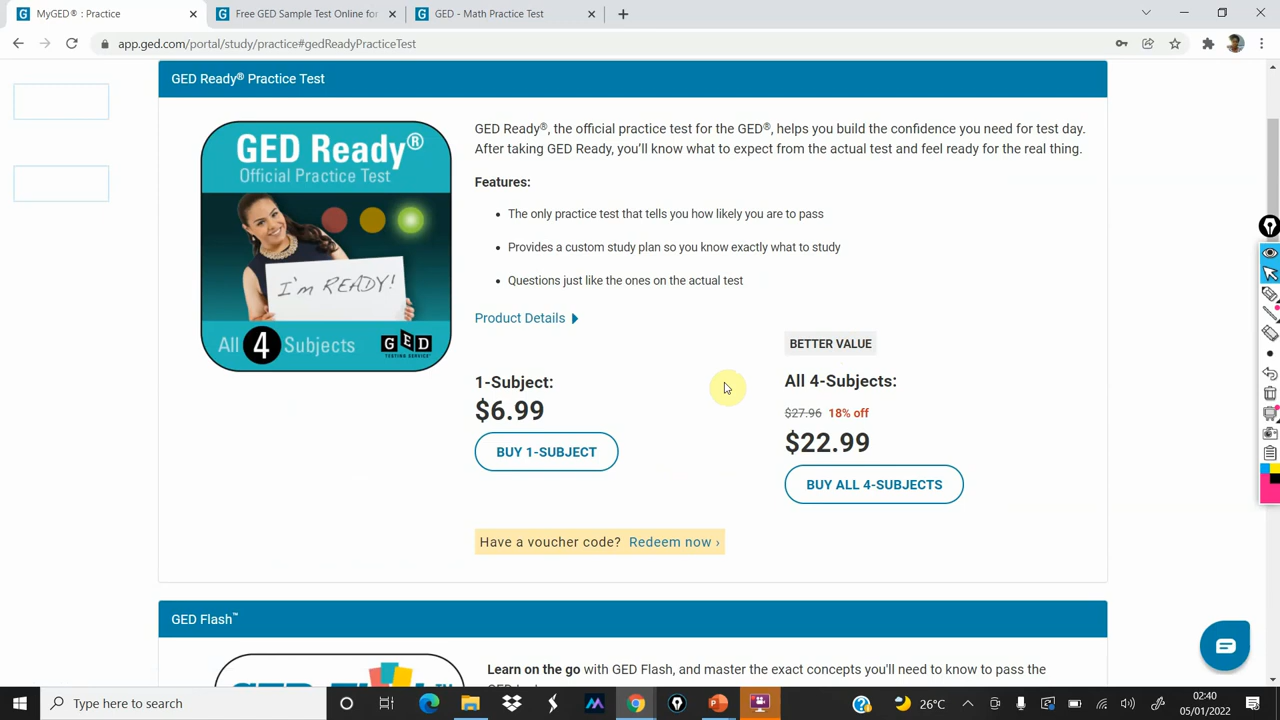 MyGED® : Practice
Free GED Sample Test Online for
GED - Math Practice Test
app.ged.com/portal/study/practice#gedReadyPracticeTest
GED Ready® Practice Test
GED Ready®
Official Practice Test
I'm READY!
All 4 Subjects
GED
TESTING SERVICE®
GED Ready®, the official practice test for the GED®, helps you build the confidence you need for test day.
After taking GED Ready, you'll know what to expect from the actual test and feel ready for the real thing.
Features:
The only practice test that tells you how likely you are to pass
Provides a custom study plan so you know exactly what to study
Questions just like the ones on the actual test
Product Details
BETTER VALUE
1-Subject:
$6.99
BUY 1-SUBJECT
All 4-Subjects:
$27.96 18% off
$22.99
BUY ALL 4-SUBJECTS
Have a voucher code? Redeem now ›
GED Flash™
Learn on the go with GED Flash, and master the exact concepts you'll need to know to pass the
Type here to search
26°C
02:40
05/01/2022